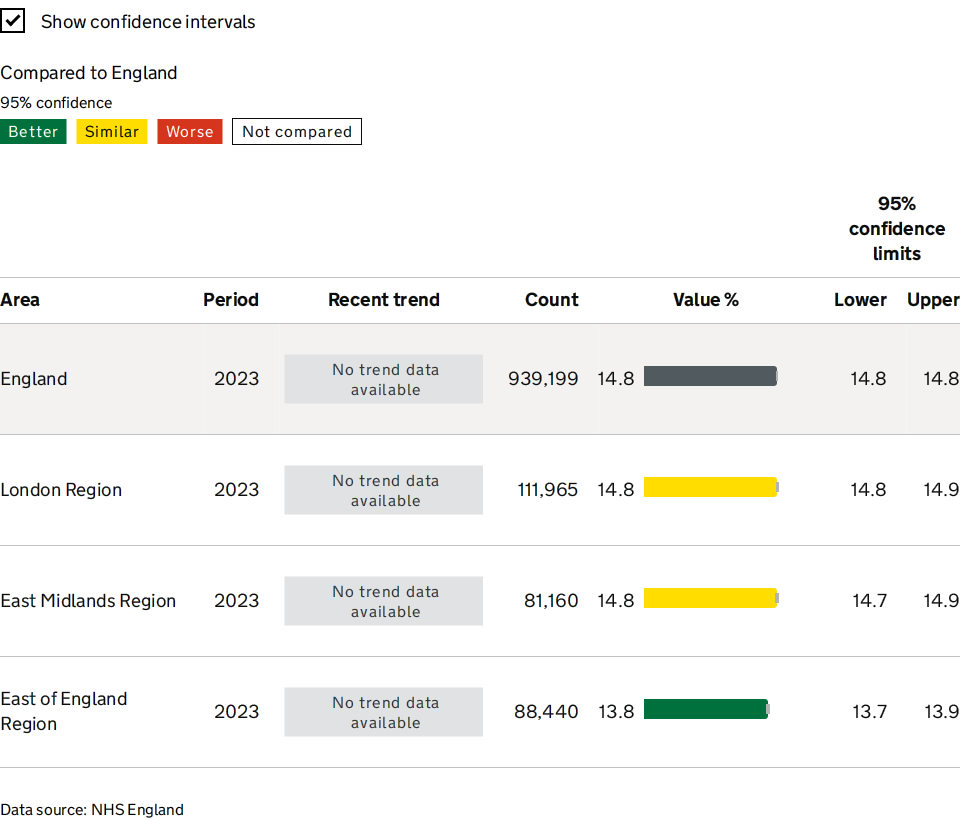 Show confidence intervals
Compared to England
95% confidence
Better Similar Worse Not compared
95%
confidence
limits
Area Period Recent trend Count Value % Lower Upper
England 2023 No trend data
available 939,199 14.8 14.8 14.8
London Region 2023 No trend data
available 111,965 14.8 14.8 14.9
East Midlands Region 2023 No trend data
available 81,160 14.8 14.7 14.9
East of England
Region 2023 No trend data
available 88,440 13.8 13.7 13.9
Data source: NHS England